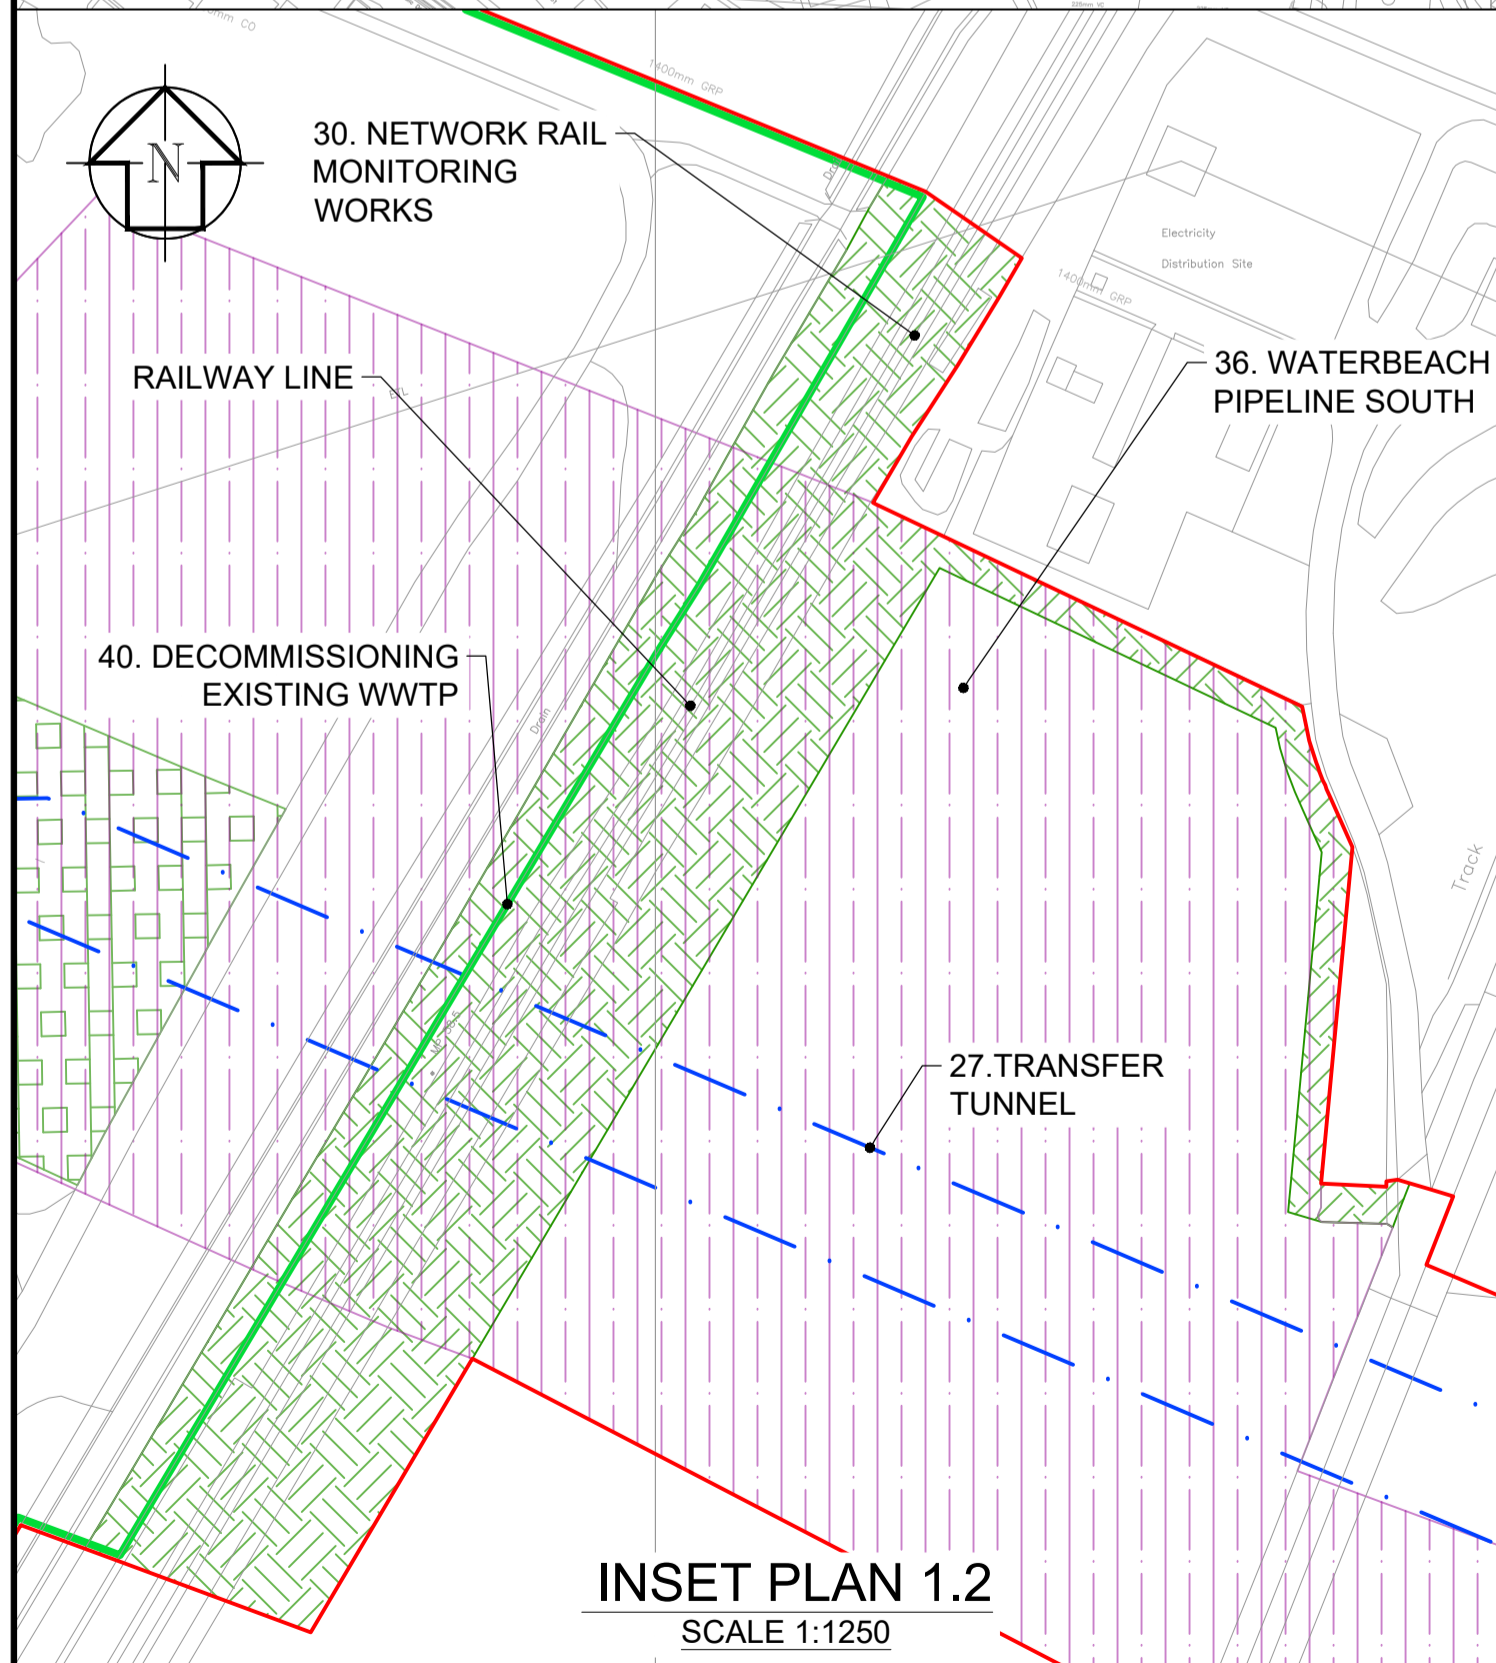 1400mm GRP
N
30. NETWORK RAIL
MONITORING
WORKS
Electricity
Distribution Site
1400mm GRP
RAILWAY LINE
36. WATERBEACH
PIPELINE SOUTH
40. DECOMMISSIONING
EXISTING WWTP
Drain
Track
27.TRANSFER
TUNNEL
INSET PLAN 1.2
SCALE 1:1250